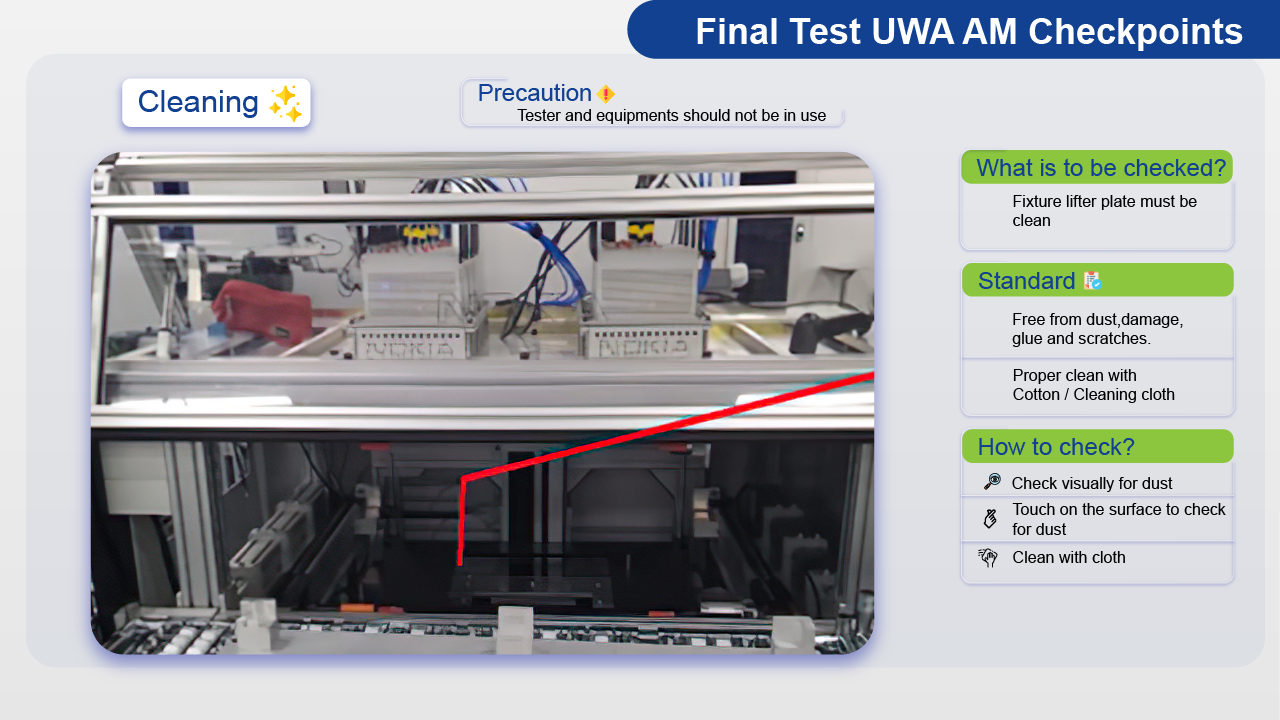 Final Test UWA AM Checkpoints
Cleaning
Precaution
Tester and equipments should not be in use
NOKIA
NOKIA
What is to be checked?
Fixture lifter plate must be
clean
Standard
Free from dust,damage,
glue and scratches.
Proper clean with
Cotton / Cleaning cloth
How to check?
Check visually for dust
Touch on the surface to check
for dust
Clean with cloth